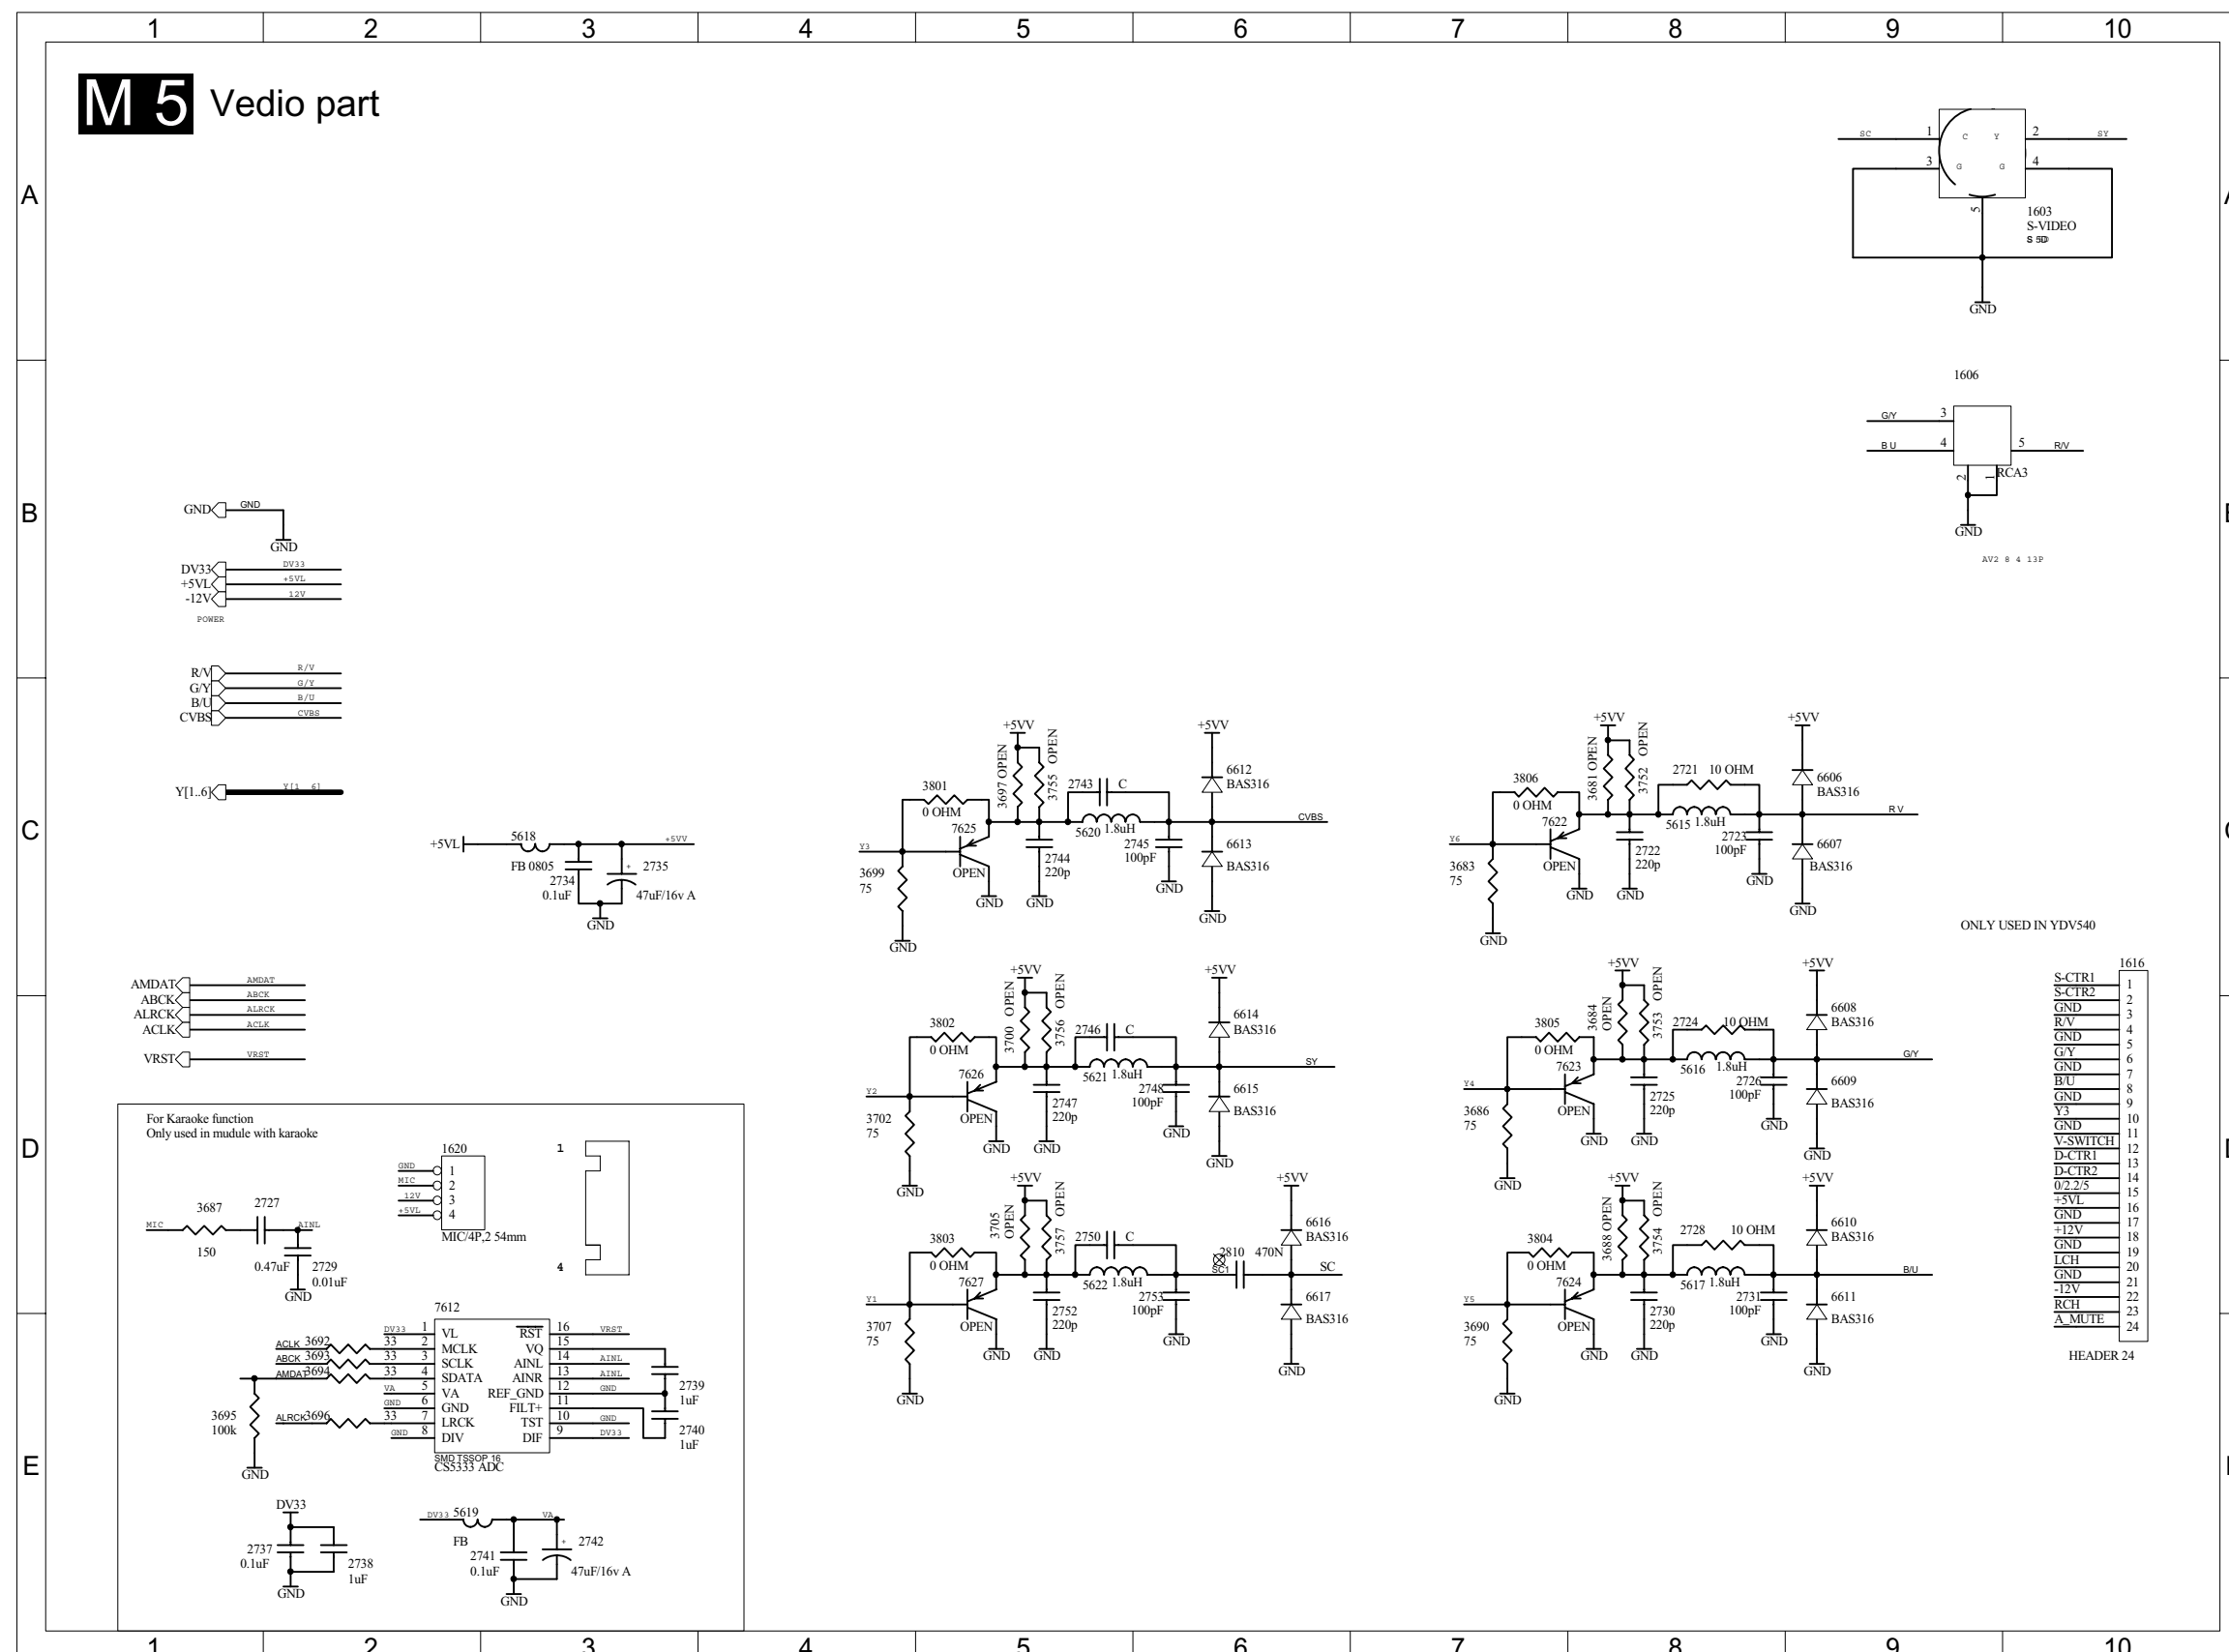 1 2 3 4 5 6 7 8 9 10
M 5 Vedio part
A
SC 1 C Y 2 SY
3 G G 4
5
1603
S-VIDEO
GND
1606
G/Y 3
B U 4 5 R/V
2 1 RCA3
GND
AV2 8 4 13P
B
GND GND
GND
DV33 DV33
+5VL +5VL
-12V 12V
POWER
R/V R/V
G/Y G/Y
B/U B/U
CVBS CVBS
Y[1..6] Y[1 6]
C
+5VL 5618 +5VV
FB 0805
2734
0.1uF
2735
47uF/16v A
GND
+5VV +5VV
3697 OPEN
3755 OPEN
3801
0 OHM
2743 C
6612
BAS316
7625
OPEN
5620 1.8uH
CVBS
Y3
3699
75
2744
220p
2745
100pF
6613
BAS316
GND GND GND GND GND
+5VV +5VV
3681 OPEN
3752 OPEN
3806
0 OHM
2721 10 OHM
6606
BAS316
7622
OPEN
5615 1.8uH
R V
Y6
3683
75
2722
220p
2723
100pF
6607
BAS316
GND GND GND GND GND
ONLY USED IN YDV540
AMDAT AMDAT
ABCK ABCK
ALRCK ALRCK
ACLK ACLK
VRST VRST
D
+5VV +5VV
3700 OPEN
3756 OPEN
3802
0 OHM
2746 C
6614
BAS316
7626
OPEN
5621 1.8uH
SY
Y2
3702
75
2747
220p
2748
100pF
6615
BAS316
GND GND GND GND GND
+5VV +5VV
3684 OPEN
3753 OPEN
3805
0 OHM
2724 10 OHM
6608
BAS316
7623
OPEN
5616 1.8uH
G/Y
Y4
3686
75
2725
220p
2726
100pF
6609
BAS316
GND GND GND GND GND
1616
S-CTR1 1
S-CTR2 2
GND 3
R/V 4
GND 5
G/Y 6
GND 7
B/U 8
GND 9
Y3 10
GND 11
V-SWITCH 12
D-CTR1 13
D-CTR2 14
0/2.2/5 15
+5VL 16
GND 17
+12V 18
GND 19
LCH 20
GND 21
-12V 22
RCH 23
A_MUTE 24
HEADER 24
For Karaoke function
Only used in mudule with karaoke
1620
GND 1
MIC 2
12V 3
+5VL 4
MIC/4P,2 54mm
1
4
MIC 3687 2727 AINL
150
0.47uF
2729
0.01uF
GND
+5VV +5VV
3705 OPEN
3757 OPEN
3803
0 OHM
2750 C
2810 470N
SC1
6616
BAS316
SC
7627
OPEN
5622 1.8uH
Y1
3707
75
2752
220p
2753
100pF
6617
BAS316
GND GND GND GND GND
+5VV +5VV
3688 OPEN
3754 OPEN
3804
0 OHM
2728 10 OHM
6610
BAS316
7624
OPEN
5617 1.8uH
B/U
Y5
3690
75
2730
220p
2731
100pF
6611
BAS316
GND GND GND GND GND
E
7612
DV33 1 VL RST 16 VRST
ACLK 3692 33 2 MCLK VQ 15
ABCK 3693 33 3 SCLK AINL 14 AINL
AMDAT 3694 33 4 SDATA AINR 13 AINL
VA 5 VA REF_GND 12 GND
GND 6 GND FILT+ 11
ALRCK 3696 33 7 LRCK TST 10 GND
GND 8 DIV DIF 9 DV33
SMD TSSOP 16
CS5333 ADC
3695
100k
GND
2739
1uF
2740
1uF
DV33
2737
0.1uF
2738
1uF
GND
DV33 5619 VA
FB
2741
0.1uF
2742
47uF/16v A
GND
1 2 3 4 5 6 7 8 9 10